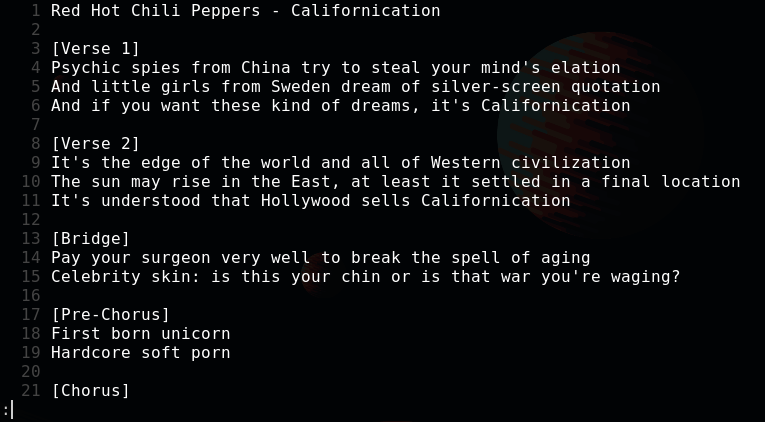 1 Red Hot Chili Peppers - Californication
2
3 [Verse 1]
4 Psychic spies from China try to steal your mind's elation
5 And little girls from Sweden dream of silver-screen quotation
6 And if you want these kind of dreams, it's Californication
7
8 [Verse 2]
9 It's the edge of the world and all of Western civilization
10 The sun may rise in the East, at least it settled in a final location
11 It's understood that Hollywood sells Californication
12
13 [Bridge]
14 Pay your surgeon very well to break the spell of aging
15 Celebrity skin: is this your chin or is that war you're waging?
16
17 [Pre-Chorus]
18 First born unicorn
19 Hardcore soft porn
20
21 [Chorus]
: